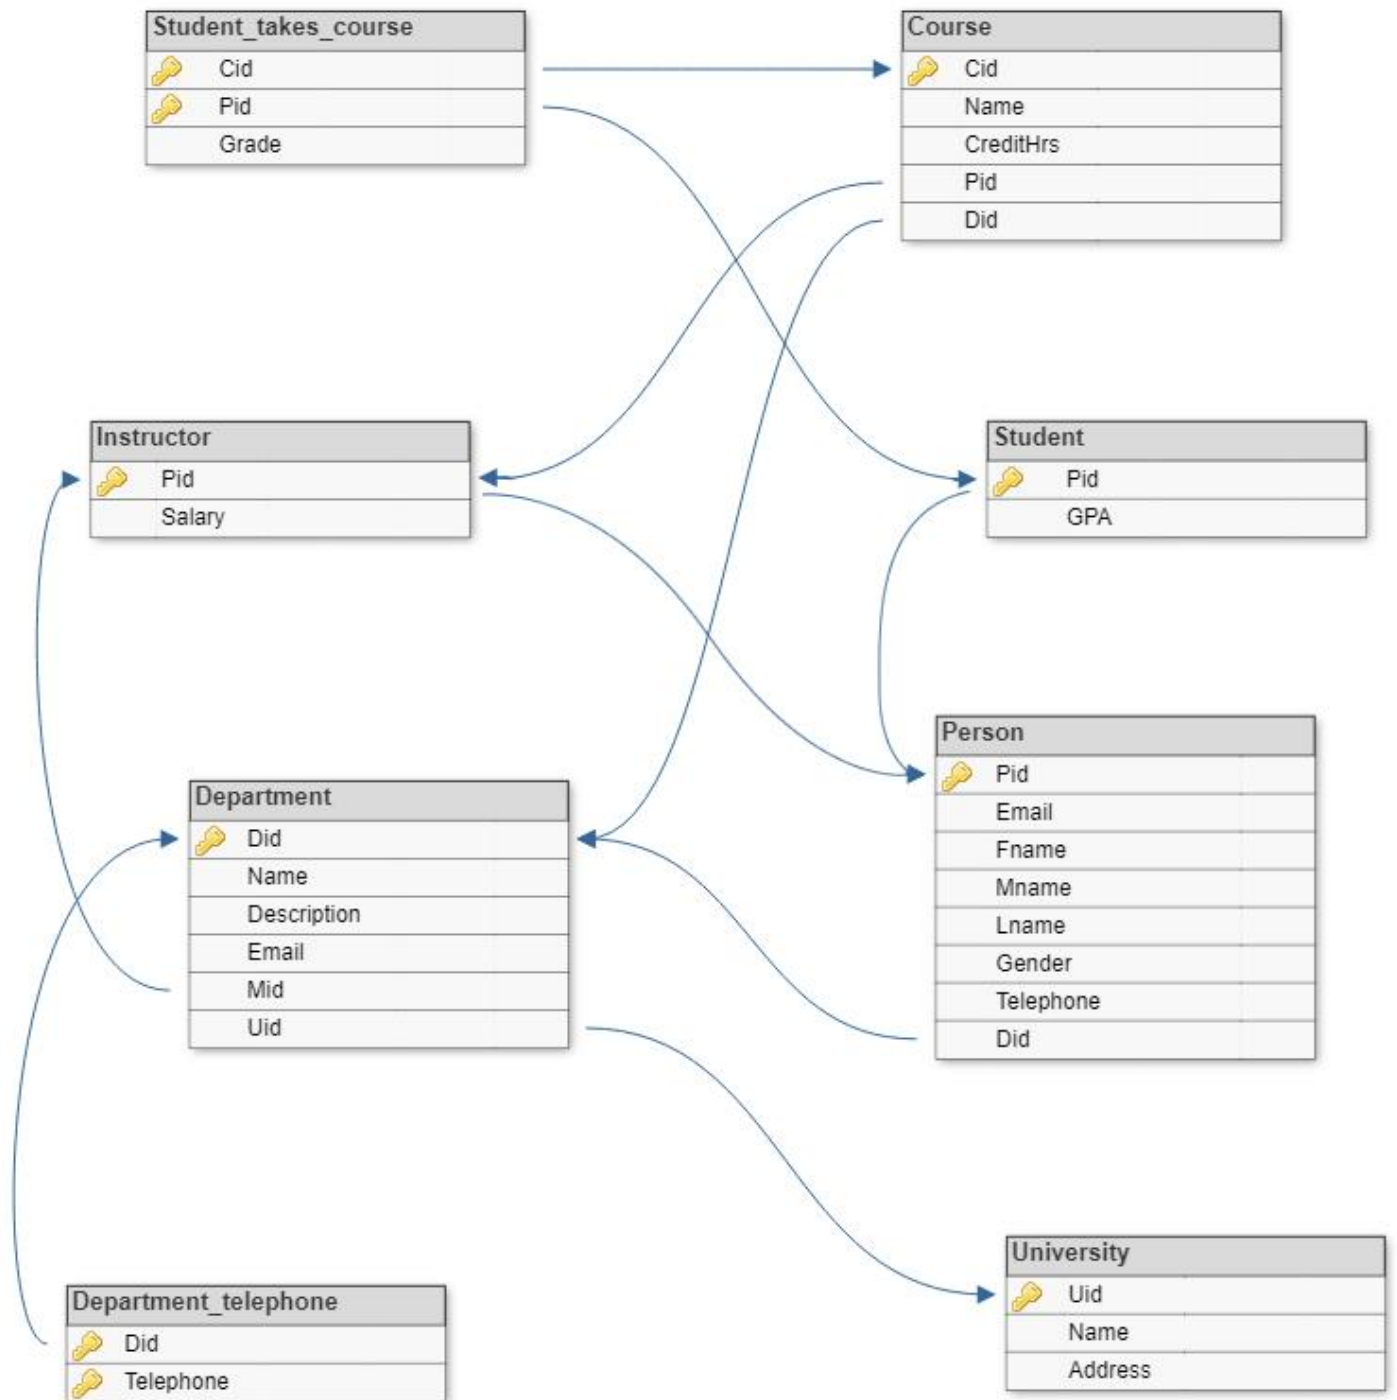 Student_takes_course
Cid
Pid
Grade
Course
Cid
Name
CreditHrs
Pid
Did
Instructor
Pid
Salary
Student
Pid
GPA
Person
Pid
Email
Fname
Mname
Lname
Gender
Telephone
Did
Department
Did
Name
Description
Email
Mid
Uid
University
Uid
Name
Address
Department_telephone
Did
Telephone